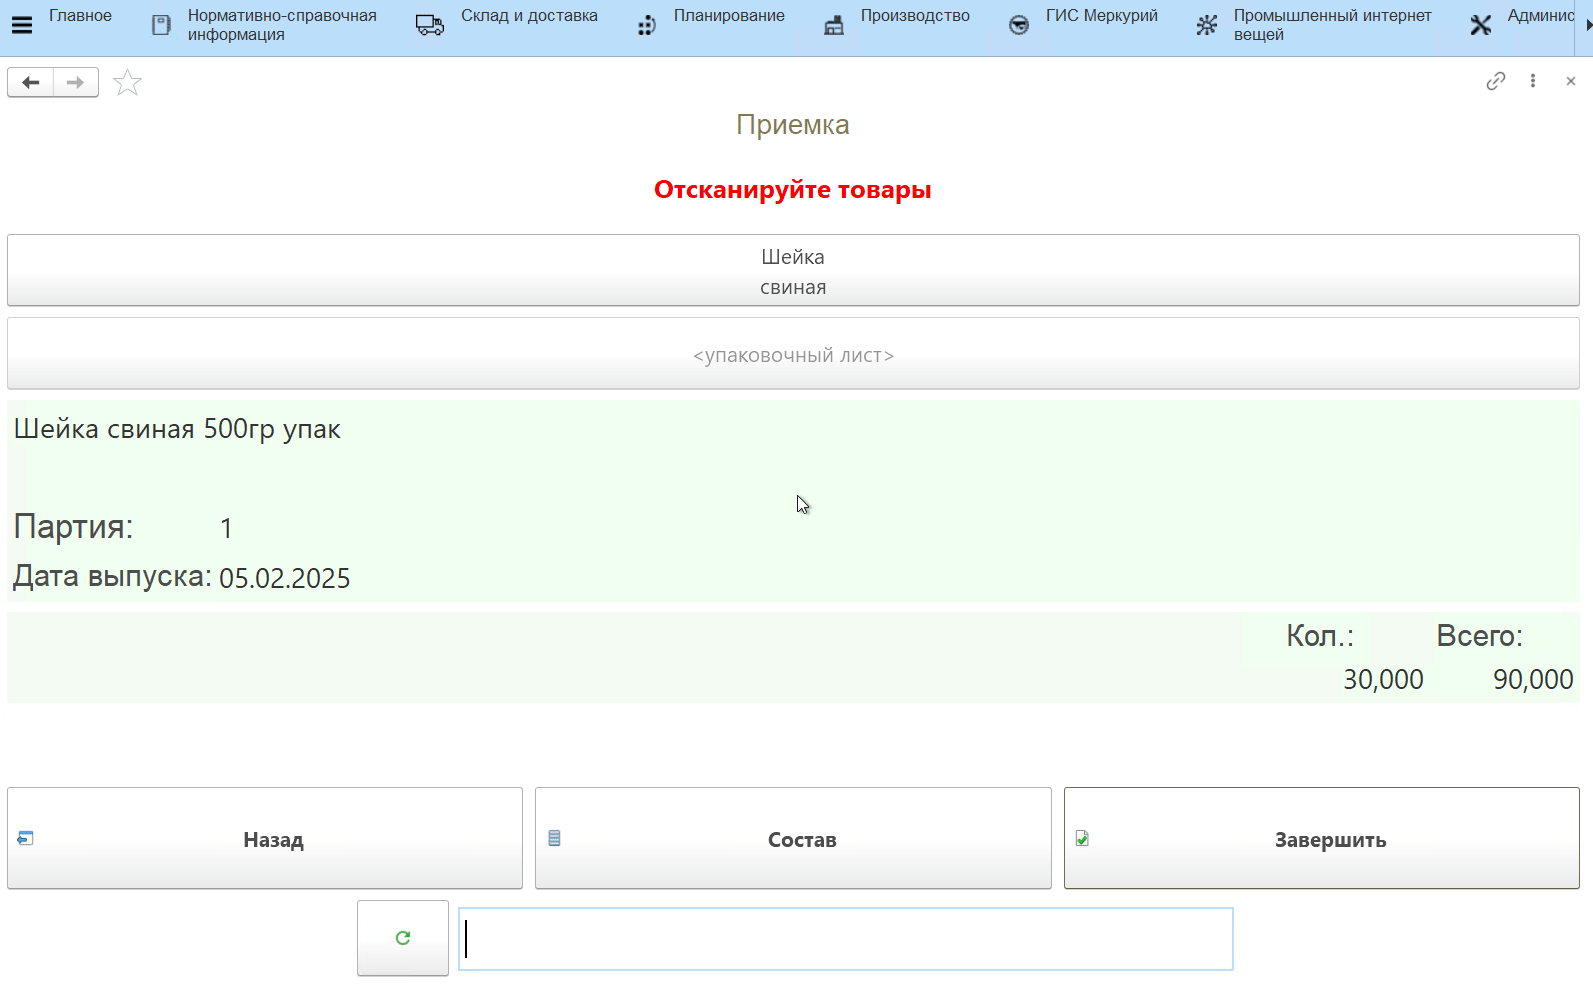 Главное
Нормативно-справочная
информация
Склад и доставка
Планирование
Производство
ГИС Меркурий
Промышленный интернет
вещей
Админис
Приемка
Отсканируйте товары
Шейка
свиная
<упаковочный лист>
Шейка свиная 500гр упак
Партия: 1
Дата выпуска: 05.02.2025
Кол.: Всего:
30,000 90,000
Назад
Состав
Завершить